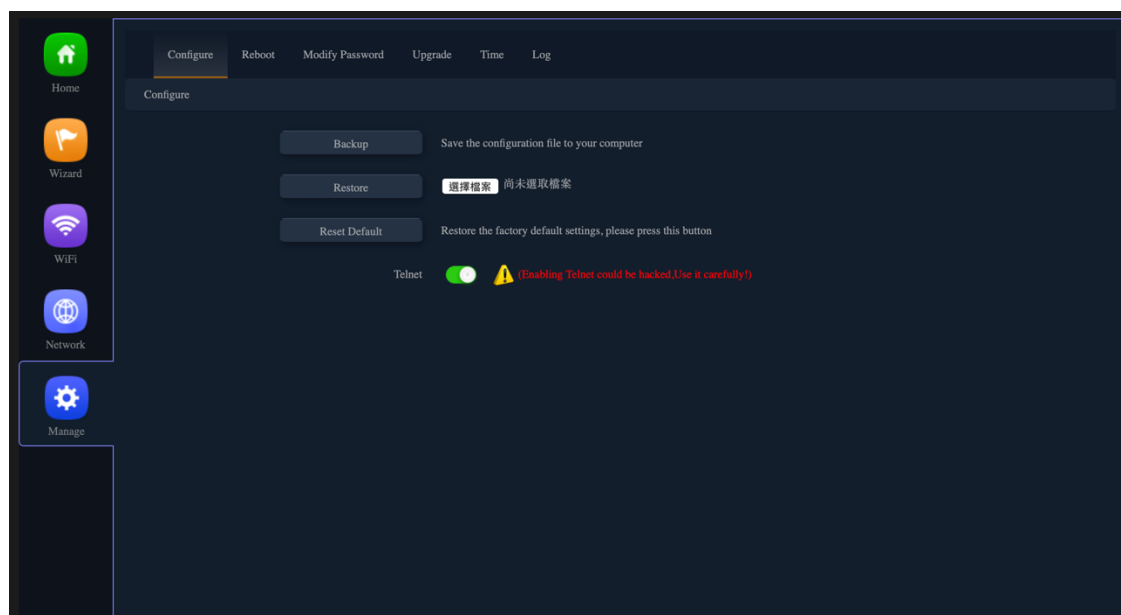 Configure Reboot Modify Password Upgrade Time Log
Home
Configure
Backup Save the configuration file to your computer
Wizard
Restore 選擇檔案 尚未選取檔案
Reset Default Restore the factory default settings, please press this button
WiFi
Telnet (Enabling Telnet could be hacked,Use it carefully!)
Network
Manage